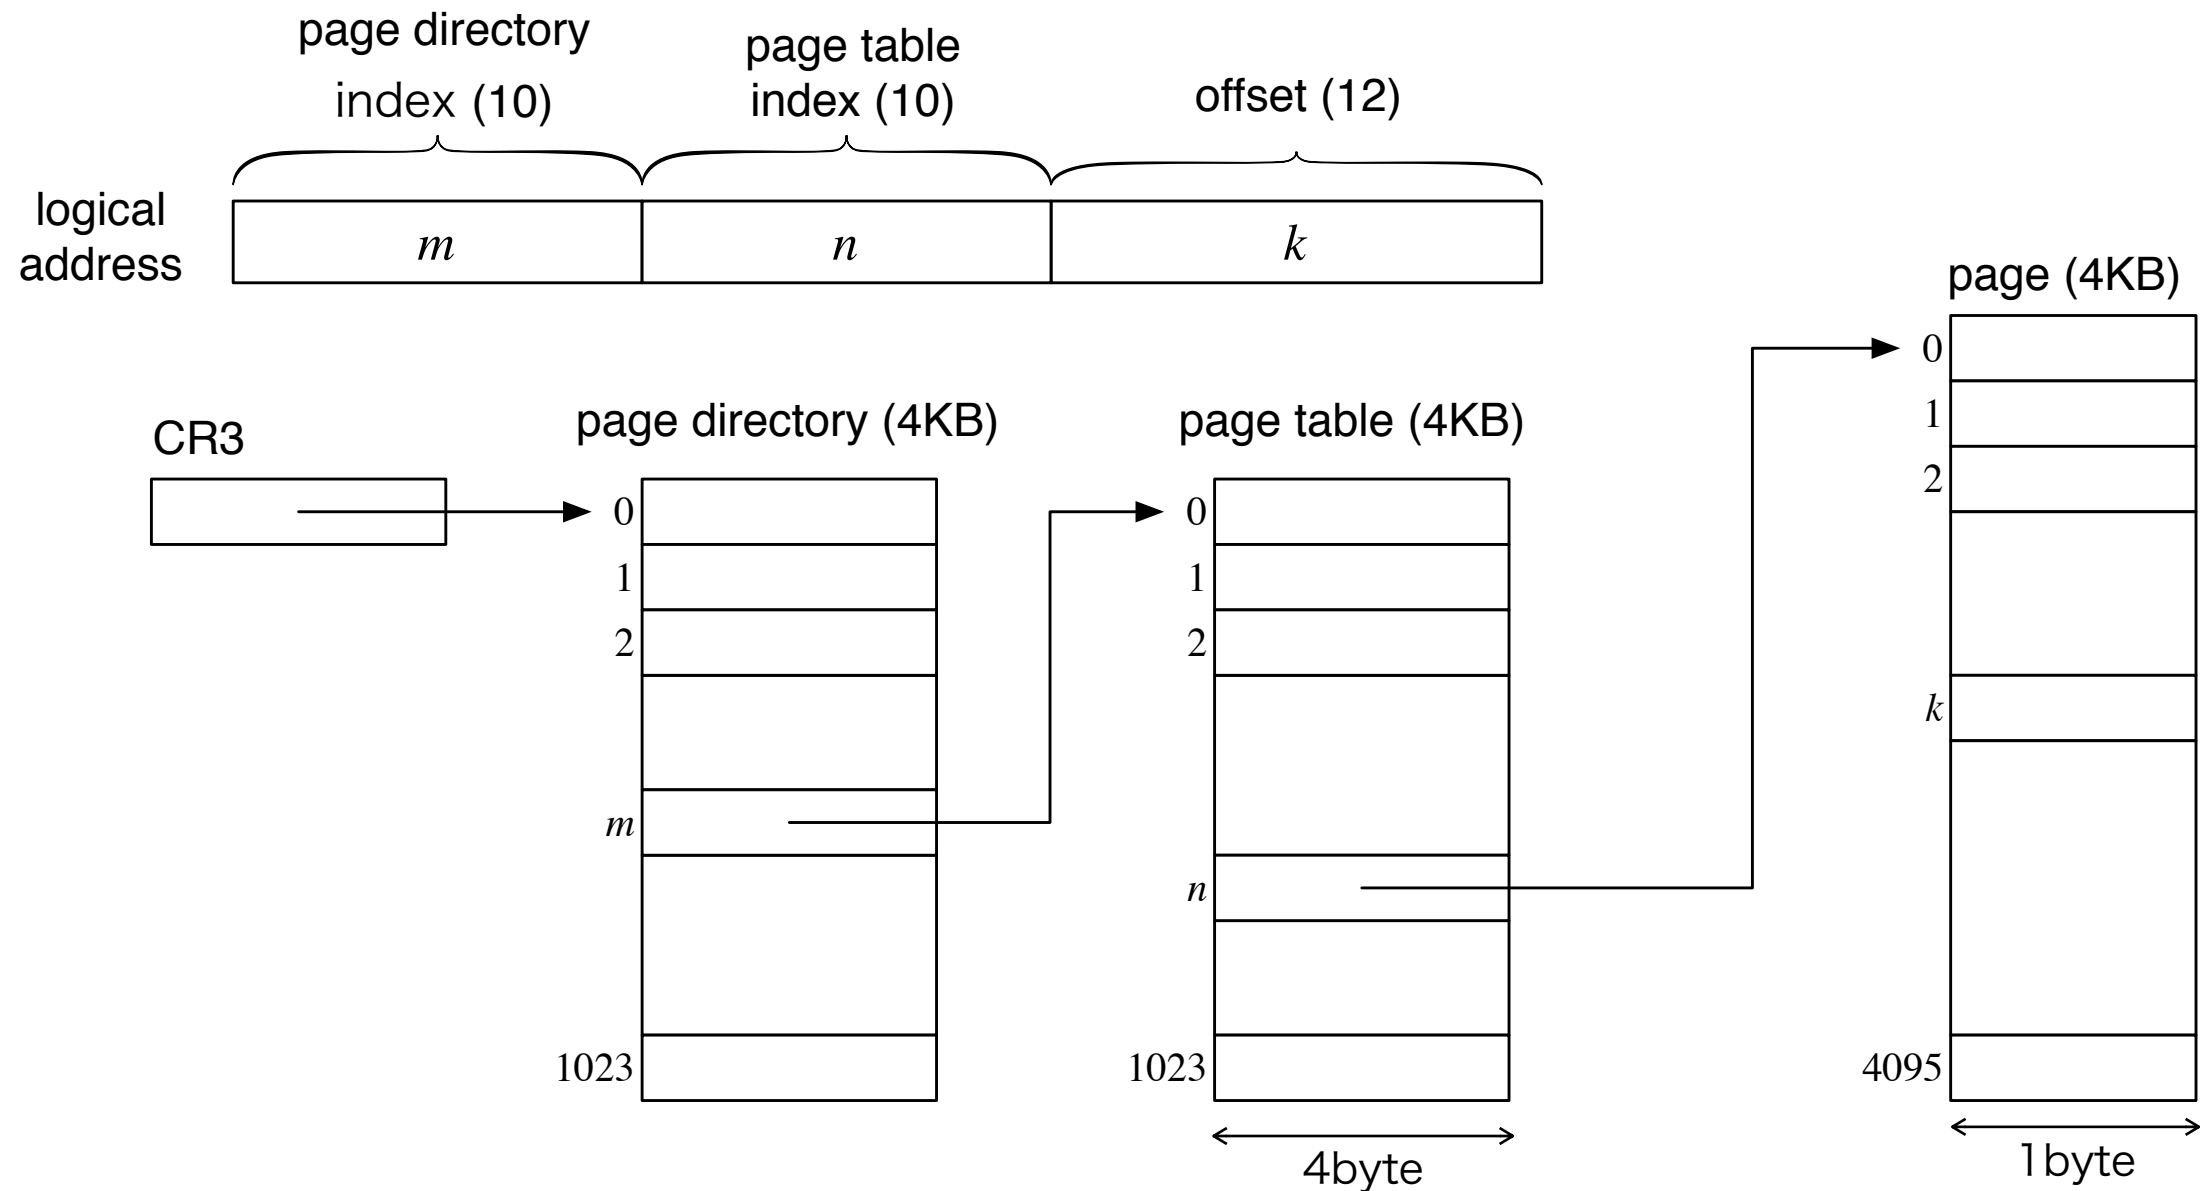 page directory
index (10)
page table
index (10)
offset (12)
logical
address
m
n
k
page (4KB)
0
1
2
k
4095
1byte
CR3
page directory (4KB)
0
1
2
m
1023
page table (4KB)
0
1
2
n
1023
4byte